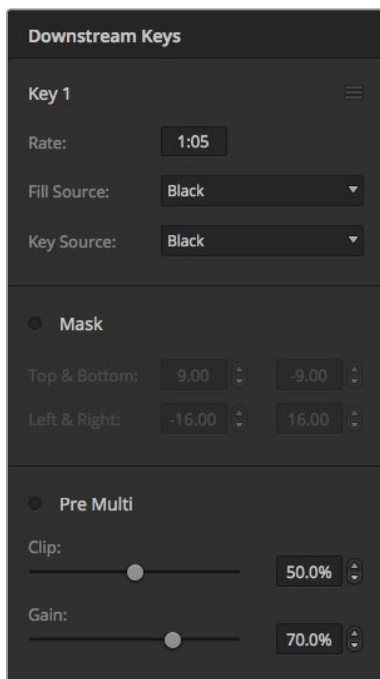 Downstream Keys
Key 1
Rate: 1:05
Fill Source: Black
Key Source: Black
Mask
Top & Bottom: 9.00 -9.00
Left & Right: -16.00 16.00
Pre Multi
Clip:
50.0%
Gain:
70.0%